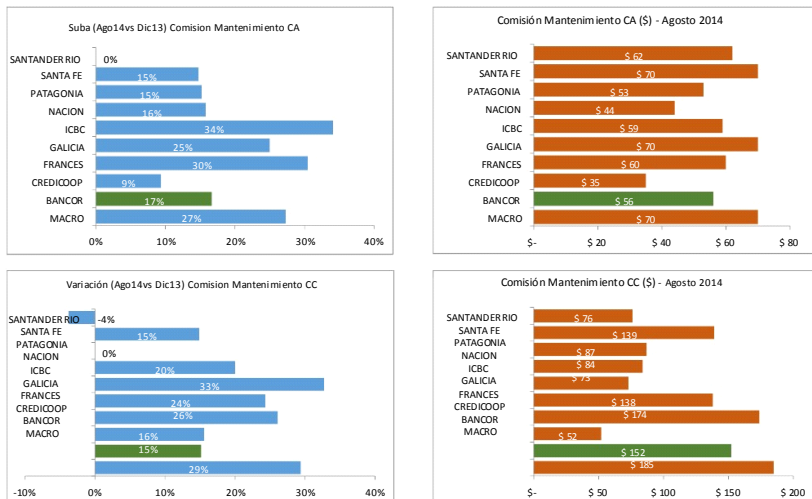 Suba (Ago14vs Dic13) Comision Mantenimiento CA
SANTANDER RIO 0%
SANTA FE 15%
PATAGONIA 15%
NACION 16%
ICBC 34%
GALICIA 25%
FRANCES 30%
CREDICOOP 9%
BANCOR 17%
MACRO 27%
0% 10% 20% 30% 40%
Comisión Mantenimiento CA ($) - Agosto 2014
SANTANDER RIO $ 62
SANTA FE $ 70
PATAGONIA $ 53
NACION $ 44
ICBC $ 59
GALICIA $ 70
FRANCES $ 60
CREDICOOP $ 35
BANCOR $ 56
MACRO $ 70
$- $ 20 $ 40 $ 60 $ 80
Variación (Ago14vs Dic13) Comision Mantenimiento CC
SANTANDER RIO -4%
SANTA FE 15%
PATAGONIA
NACION 0%
ICBC 20%
GALICIA 33%
FRANCES 24%
CREDICOOP
BANCOR 26%
MACRO 16%
15%
29%
-10% 0% 10% 20% 30% 40%
Comisión Mantenimiento CC ($) - Agosto 2014
SANTANDER RIO $ 76
SANTA FE $ 139
PATAGONIA $ 87
NACION
ICBC $ 84
GALICIA $ 73
FRANCES $ 138
CREDICOOP
BANCOR $ 174
MACRO $ 52
$ 152
$ 185
$- $ 50 $ 100 $ 150 $ 200